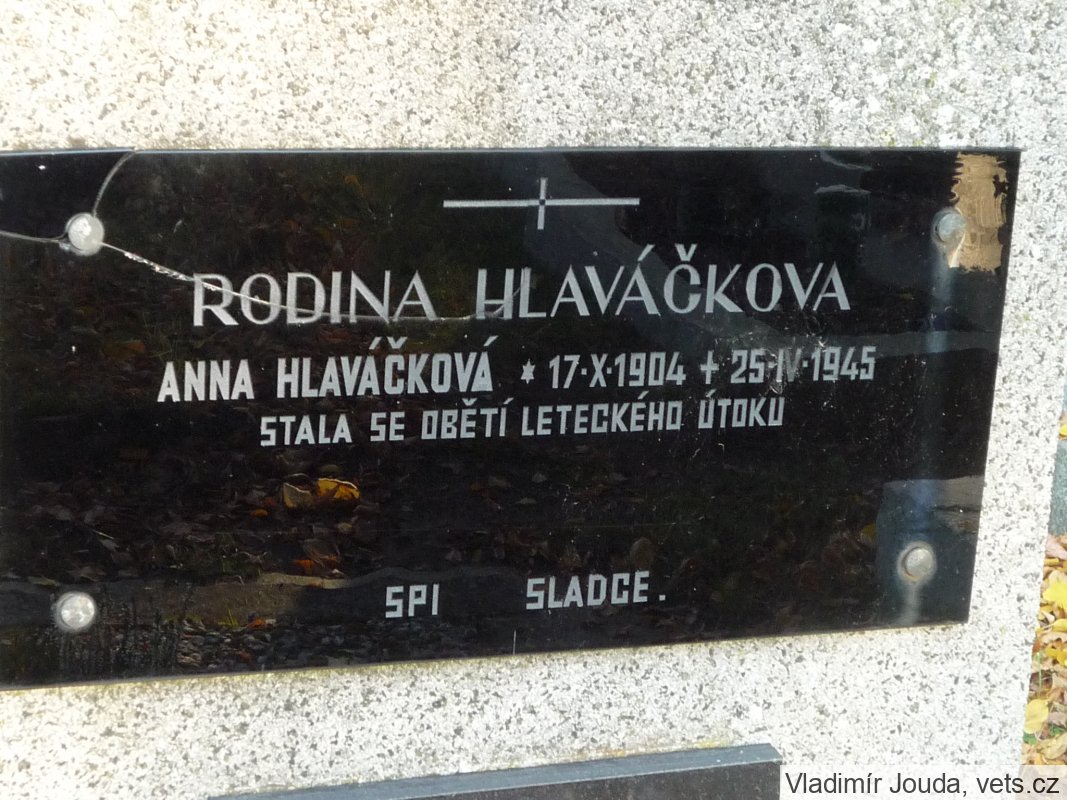 RODINA HLAVÁČKOVA
ANNA HLAVÁČKOVÁ * 17·X·1904 + 25·IV·1945
STALA SE OBĚTÍ LETECKÉHO ÚTOKU
SPI SLADCE.
Vladimír Jouda, vets.cz